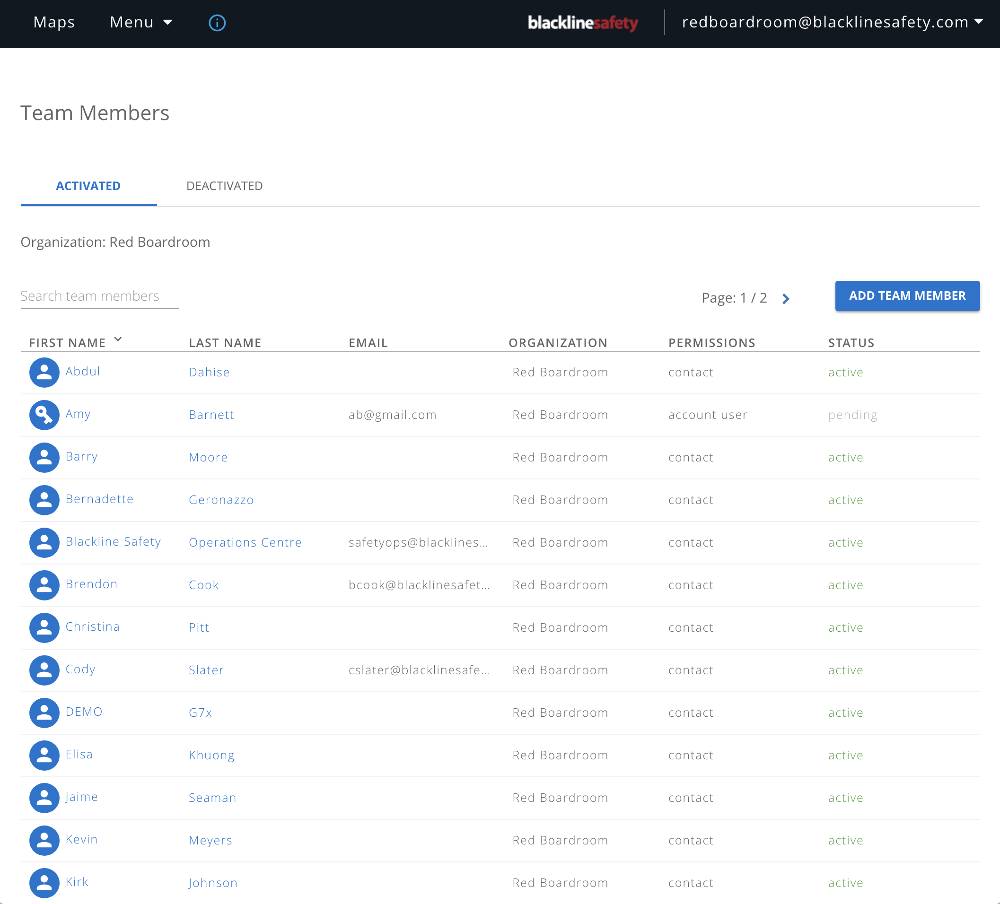 Maps Menu blacklinesafety redboardroom@blacklinesafety.com
Team Members
ACTIVATED DEACTIVATED
Organization: Red Boardroom
Search team members Page: 1 / 2 ADD TEAM MEMBER
FIRST NAME LAST NAME EMAIL ORGANIZATION PERMISSIONS STATUS
Abdul Dahise Red Boardroom contact active
Amy Barnett ab@gmail.com Red Boardroom account user pending
Barry Moore Red Boardroom contact active
Bernadette Geronazzo Red Boardroom contact active
Blackline Safety Operations Centre safetyops@blacklines... Red Boardroom contact active
Brendon Cook bcook@blacklinesafet... Red Boardroom contact active
Christina Pitt Red Boardroom contact active
Cody Slater cslater@blacklinesafe... Red Boardroom contact active
DEMO G7x Red Boardroom contact active
Elisa Khuong Red Boardroom contact active
Jaime Seaman Red Boardroom contact active
Kevin Meyers Red Boardroom contact active
Kirk Johnson Red Boardroom contact active